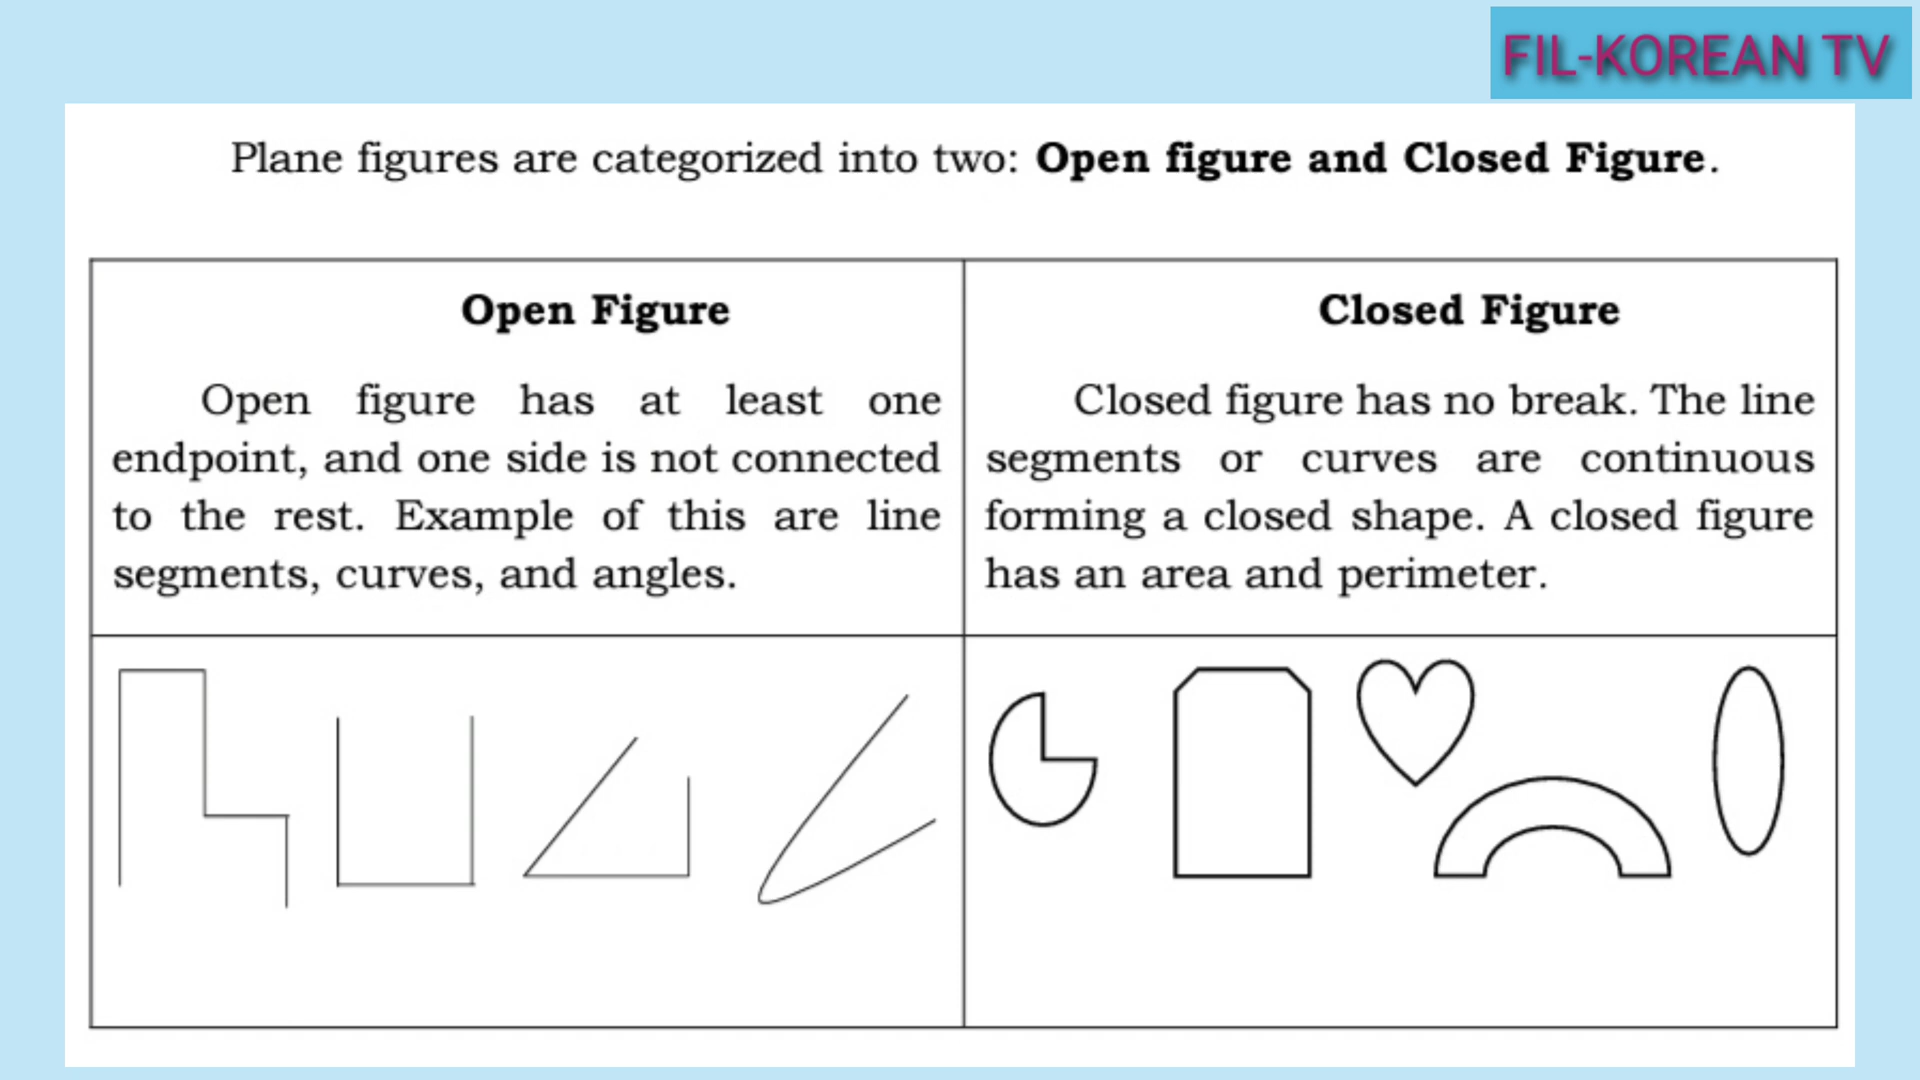 FIL-KOREAN TV
Plane figures are categorized into two: Open figure and Closed Figure.
Open Figure
Open figure has at least one
endpoint, and one side is not connected
to the rest. Example of this are line
segments, curves, and angles.
Closed Figure
Closed figure has no break. The line
segments or curves are continuous
forming a closed shape. A closed figure
has an area and perimeter.